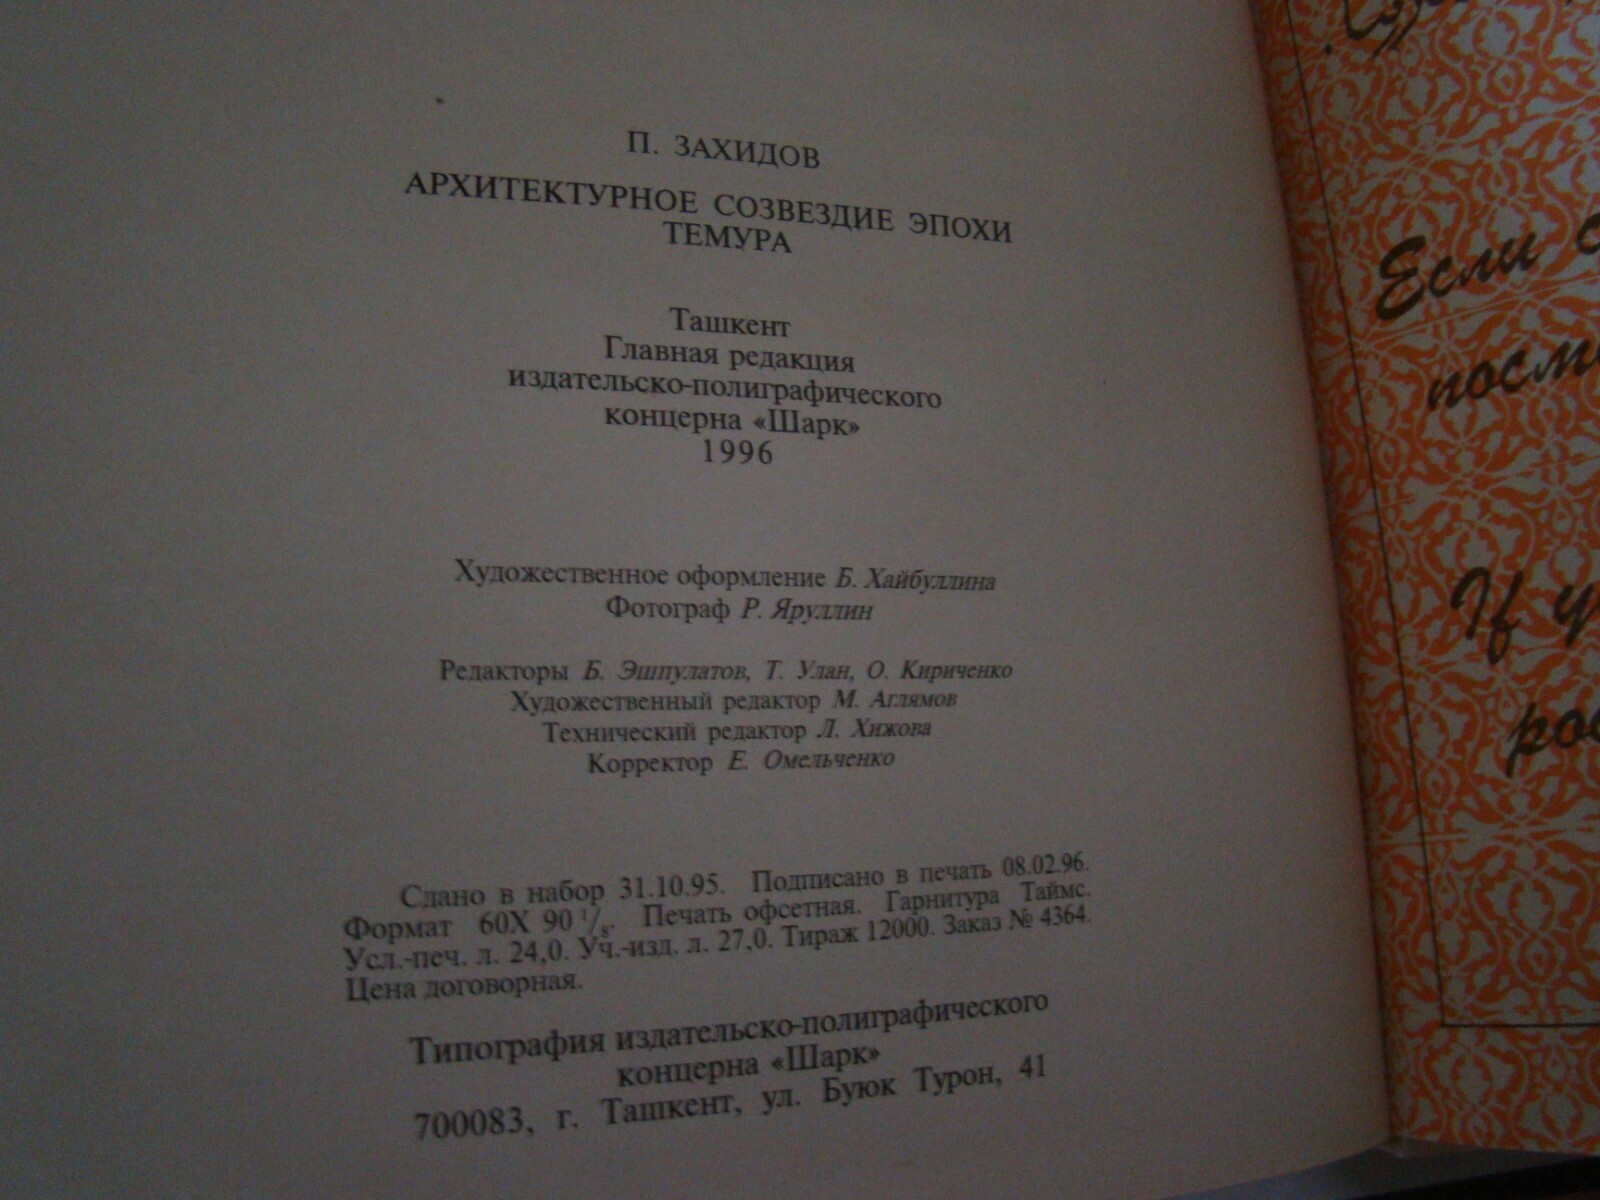 П. ЗАХИДОВ
АРХИТЕКТУРНОЕ СОЗВЕЗДИЕ ЭПОХИ
ТЕМУРА
Ташкент
Главная редакция
издательско-полиграфического
концерна «Шарк»
1996
Художественное оформление Б. Хайбуллина
Фотограф Р. Яруллин
Редакторы Б. Эшпулатов, Т. Улан, О. Кириченко
Художественный редактор М. Аглямов
Технический редактор Л. Хижова
Корректор Е. Омельченко
Сдано в набор 31.10.95. Подписано в печать 08.02.96.
Формат 60Х 90 1/8. Печать офсетная. Гарнитура Таймс.
Усл.-печ. л. 24,0. Уч.-изд. л. 27,0. Тираж 12000. Заказ № 4364.
Цена договорная.
Типография издательско-полиграфического
концерна «Шарк»
700083, г. Ташкент, ул. Буюк Турон, 41
Если
If